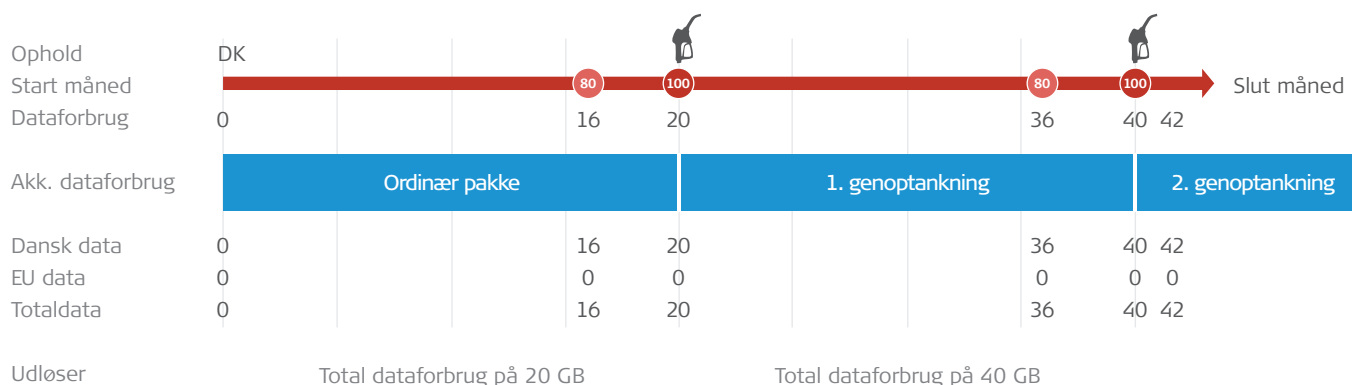 Ophold DK
Start måned 80 100 80 100 Slut måned
Dataforbrug 0 16 20 36 40 42
Akk. dataforbrug Ordinær pakke 1. genoptankning 2. genoptankning
Dansk data 0 16 20 36 40 42
EU data 0 0 0 0 0 0
Totaldata 0 16 20 36 40 42
Udløser Total dataforbrug på 20 GB Total dataforbrug på 40 GB